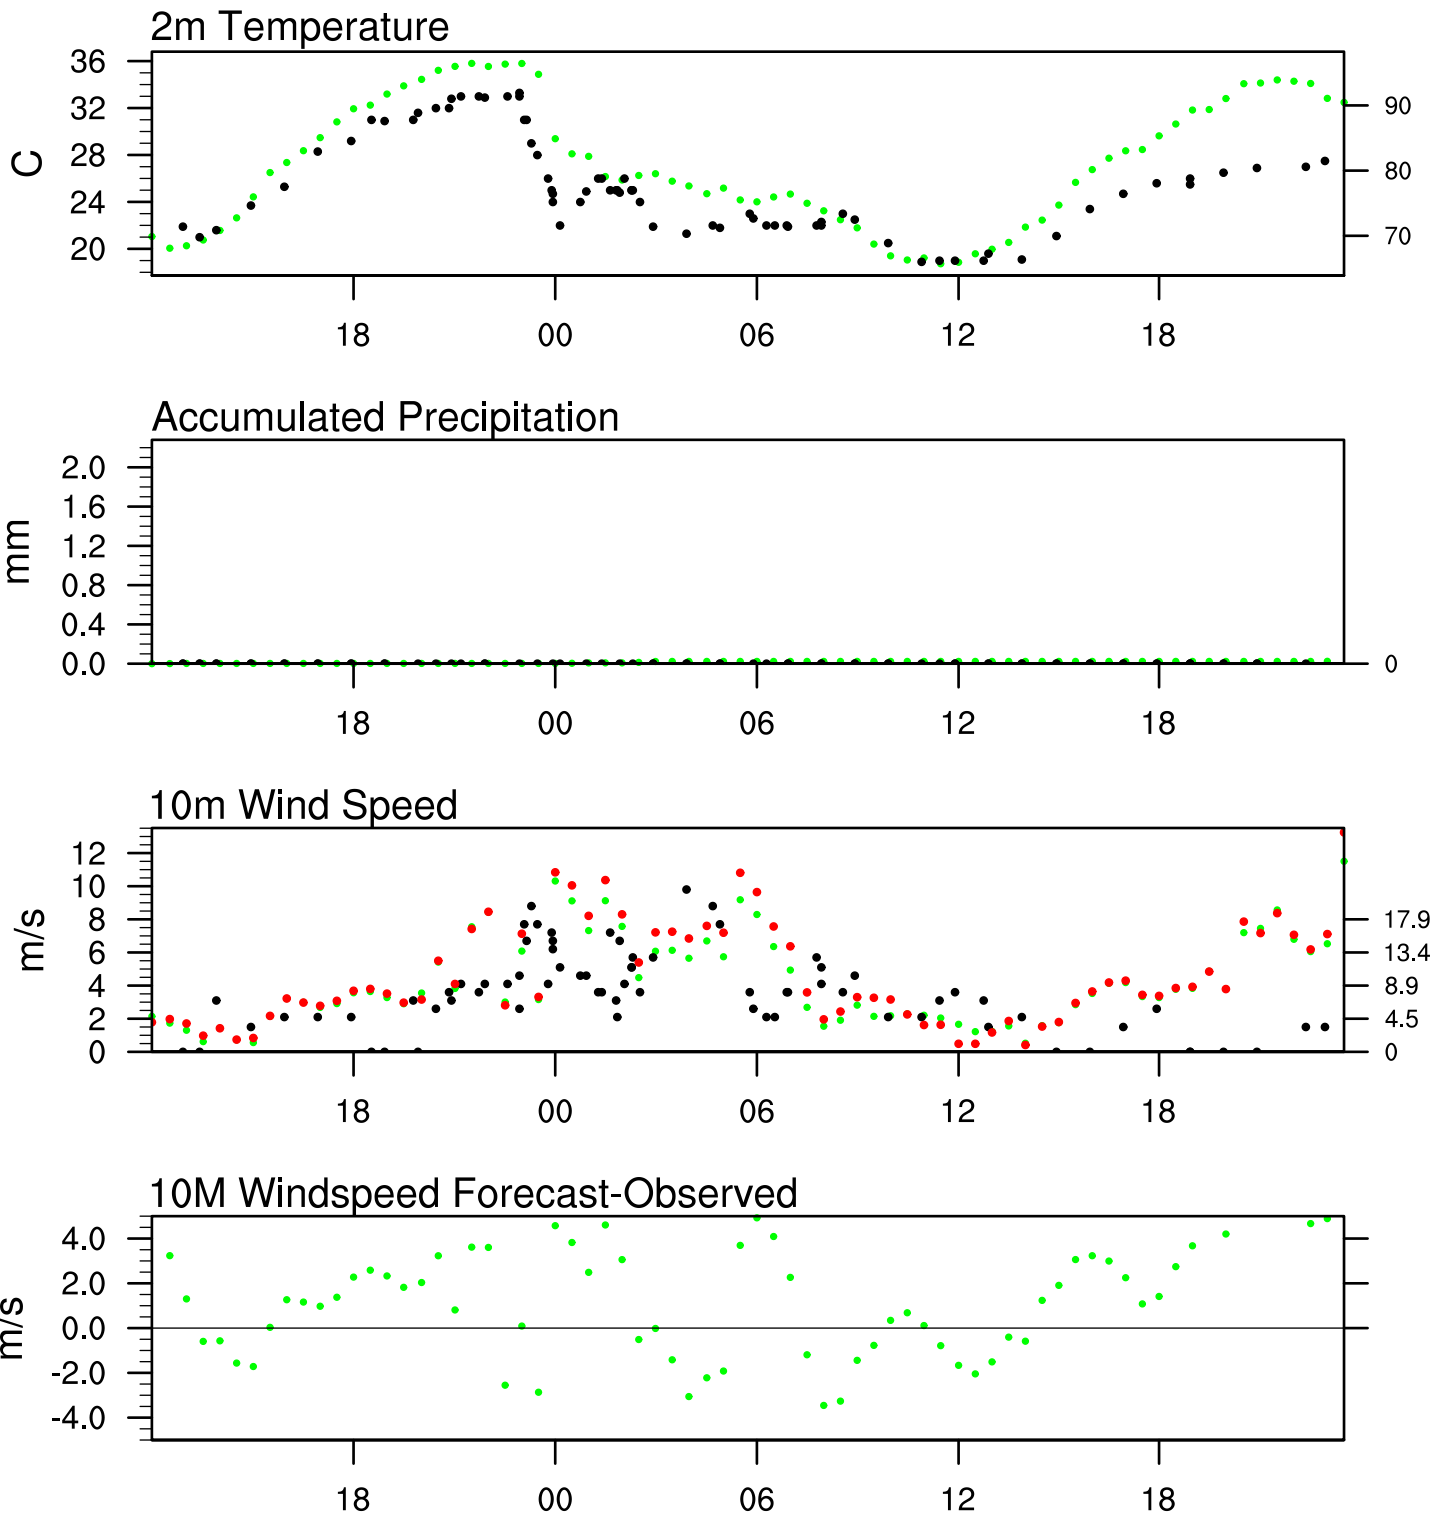 2m Temperature
36
32
28
24
20
C
90
80
70
18 00 06 12 18
Accumulated Precipitation
2.0
1.6
1.2
0.8
0.4
0.0
mm
0
18 00 06 12 18
10m Wind Speed
12
10
8
6
4
2
0
m/s
17.9
13.4
8.9
4.5
0
18 00 06 12 18
10M Windspeed Forecast-Observed
4.0
2.0
0.0
-2.0
-4.0
m/s
18 00 06 12 18